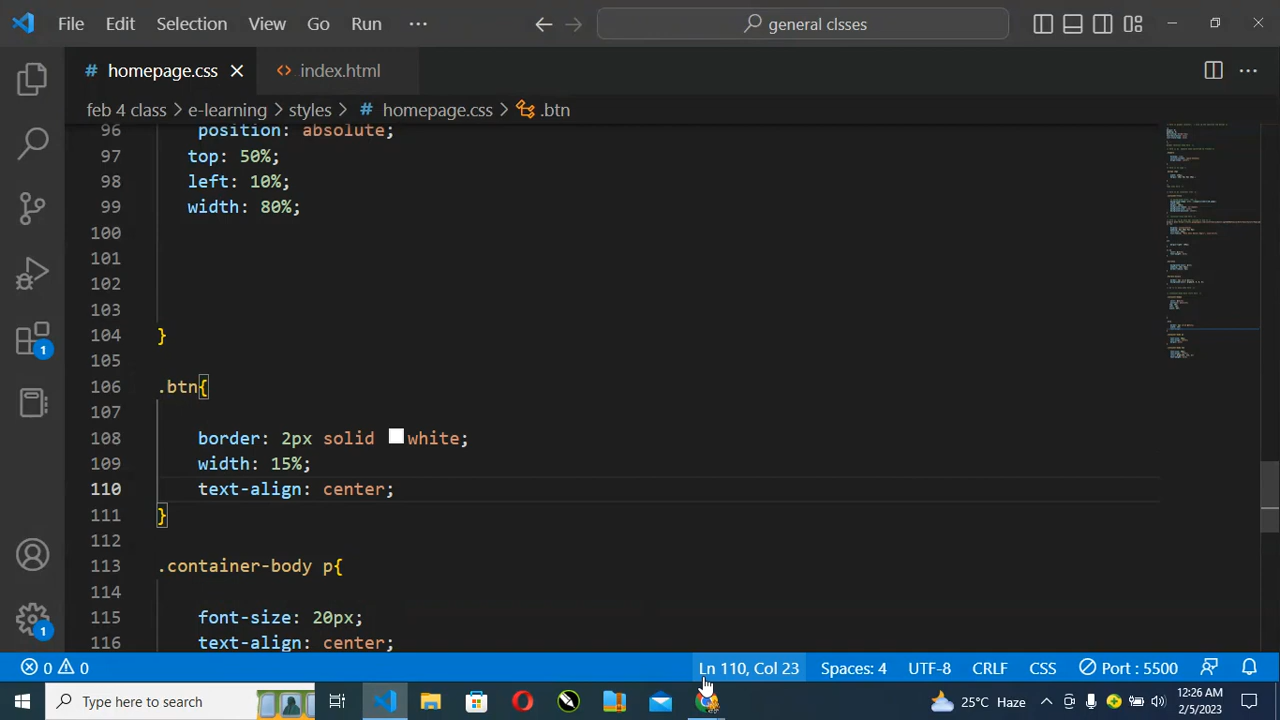 File Edit Selection View Go Run ··· general clsses
homepage.css index.html
feb 4 class > e-learning > styles > # homepage.css > .btn
96 position: absolute;
97 top: 50%;
98 left: 10%;
99 width: 80%;
100
101
102
103
104 }
105
106 .btn{
107
108 border: 2px solid white;
109 width: 15%;
110 text-align: center;
111 }
112
113 .container-body p{
114
115 font-size: 20px;
116 text-align: center;
1
1
0 0 Ln 110, Col 23 Spaces: 4 UTF-8 CRLF CSS Port : 5500
Type here to search 25°C Haze 12:26 AM
2/5/2023